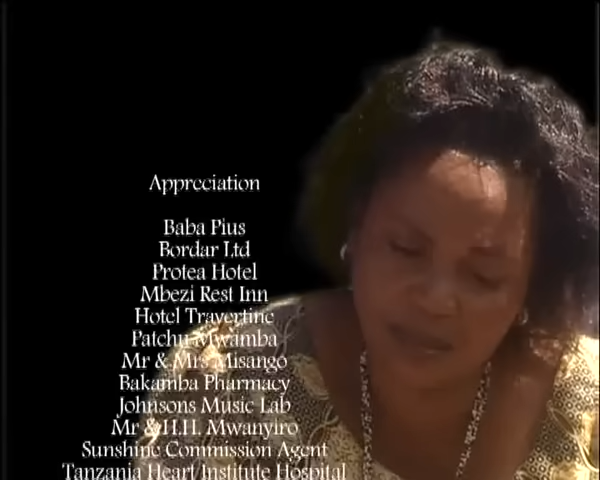 Appreciation
Baba Pius
Bordar Ltd
Protea Hotel
Mbezi Rest Inn
Hotel Travertine
Patchu Mwamba
Mr & Mrs Misango
Bakamba Pharmacy
Johnsons Music Lab
Mr & H.H. Mwanyiro
Sunshine Commission Agent
Tanzania Heart Institute Hospital